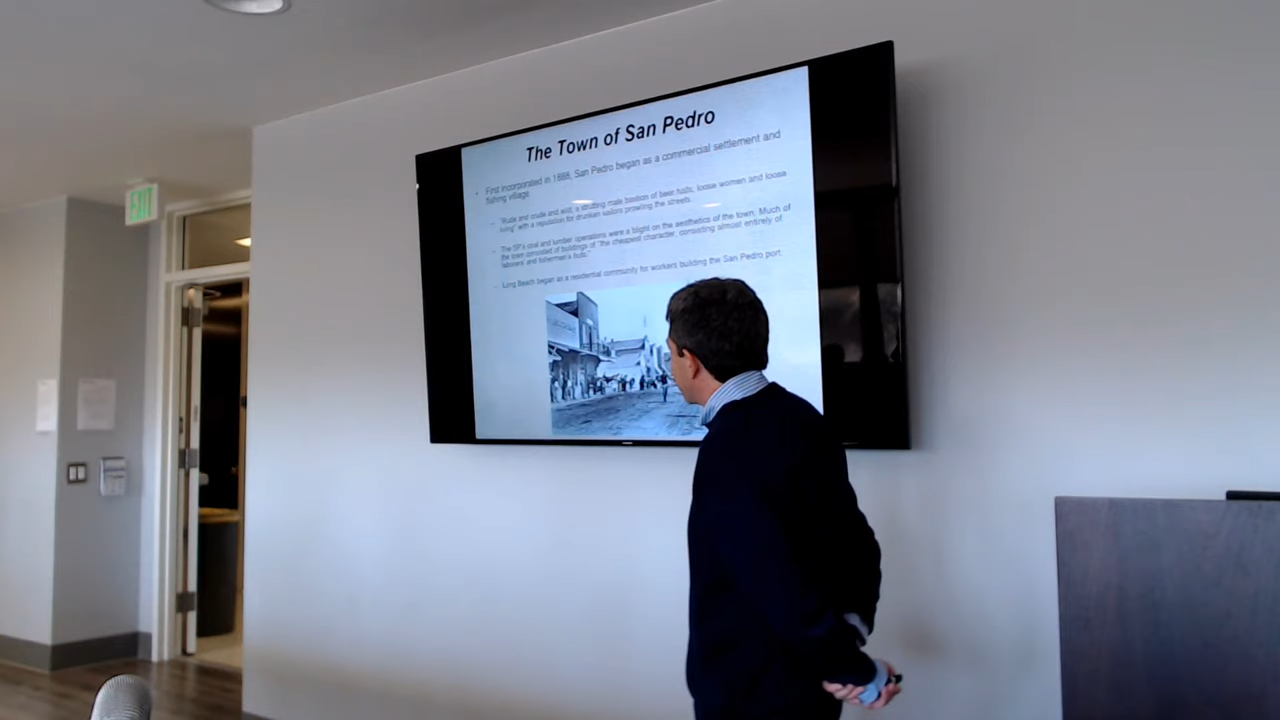 The Town of San Pedro
• First incorporated in 1888, San Pedro began as a commercial settlement and
fishing village.
– "Rude and crude and wild, a strutting male bastion of beer halls, loose women and loose
living" with a reputation for drunken sailors prowling the streets.
– The SP's coal and lumber operations were a blight on the aesthetics of the town. Much of
the town consisted of buildings of "the cheapest character, consisting almost entirely of
laborers' and fisherman's huts."
– Long Beach began as a residential community for workers building the San Pedro port.
EXIT